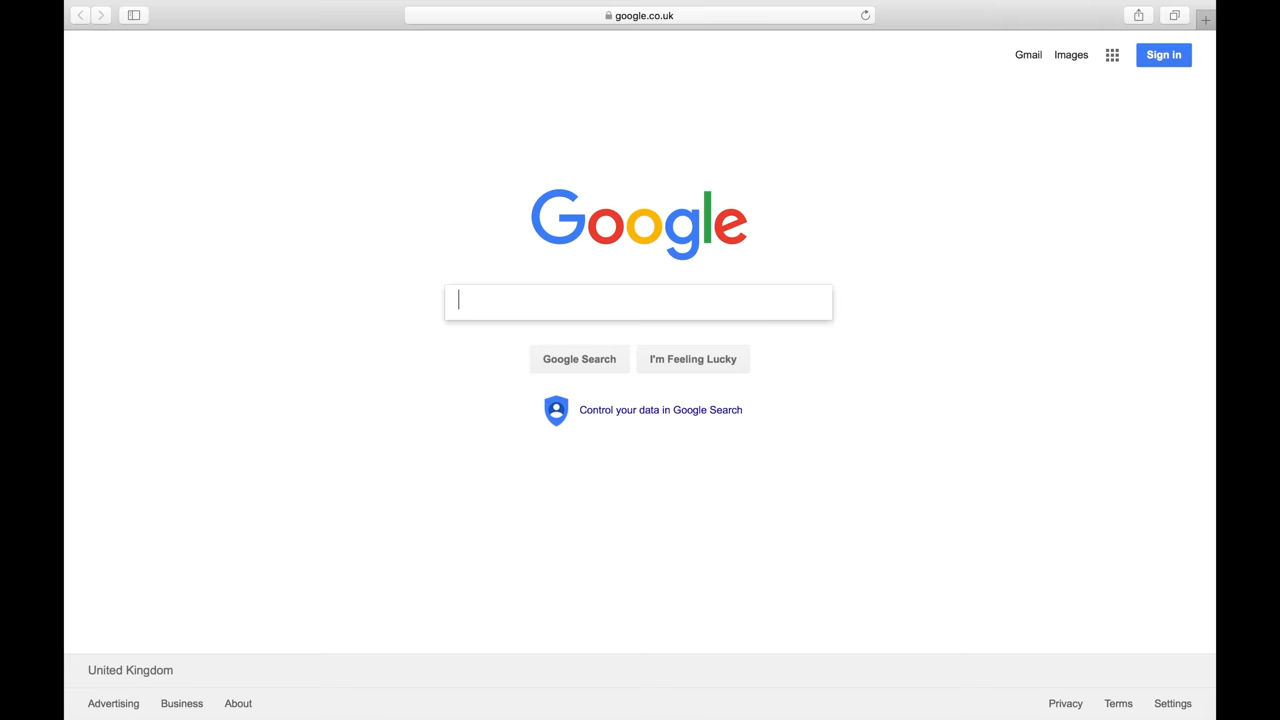 google.co.uk
Gmail Images Sign in
Google
Google Search I'm Feeling Lucky
Control your data in Google Search
United Kingdom
Advertising Business About Privacy Terms Settings